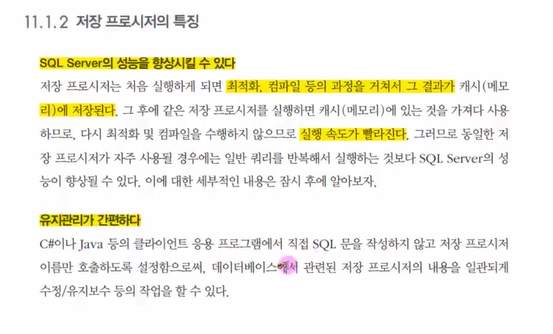 11.1.2 저장 프로시저의 특징
SQL Server의 성능을 향상시킬 수 있다
저장 프로시저는 처음 실행하게 되면 최적화, 컴파일 등의 과정을 거쳐서 그 결과가 캐시(메모
리)에 저장된다. 그 후에 같은 저장 프로시저를 실행하면 캐시(메모리)에 있는 것을 가져다 사용
하므로, 다시 최적화 및 컴파일을 수행하지 않으므로 실행 속도가 빨라진다. 그러므로 동일한 저
장 프로시저가 자주 사용될 경우에는 일반 쿼리를 반복해서 실행하는 것보다 SQL Server의 성
능이 향상될 수 있다. 이에 대한 세부적인 내용은 잠시 후에 알아보자.
유지관리가 간편하다
C#이나 Java 등의 클라이언트 응용 프로그램에서 직접 SQL 문을 작성하지 않고 저장 프로시저
이름만 호출하도록 설정함으로써, 데이터베이스에서 관련된 저장 프로시저의 내용을 일관되게
수정/유지보수 등의 작업을 할 수 있다.